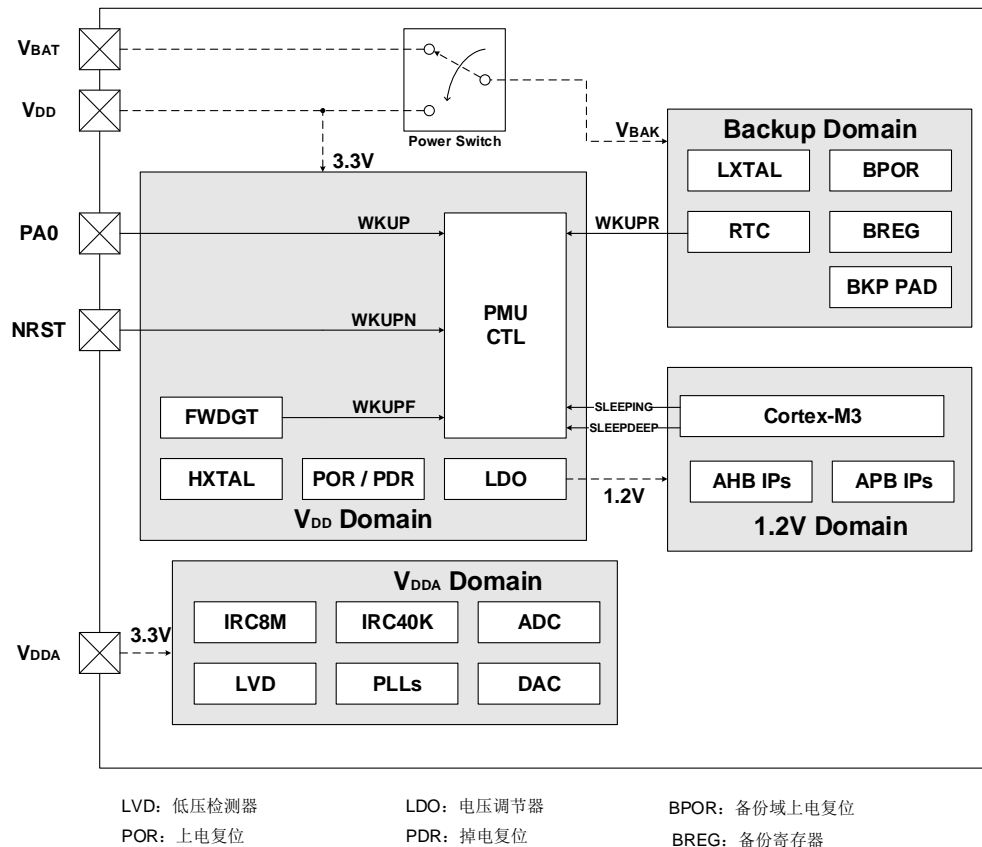 VBAT
VDD
Power Switch
3.3V
VBAK
Backup Domain
LXTAL
BPOR
RTC
BREG
BKP PAD
PA0
WKUP
WKUPR
NRST
WKUPN
PMU
CTL
FWDGT
WKUPF
SLEEPING
SLEEPDEEP
Cortex-M3
HXTAL
POR / PDR
LDO
1.2V
AHB IPs
APB IPs
VDD Domain
1.2V Domain
VDDA Domain
IRC8M
IRC40K
ADC
VDDA
3.3V
LVD
PLLs
DAC
LVD：低压检测器
LDO：电压调节器
BPOR：备份域上电复位
POR：上电复位
PDR：掉电复位
BREG：备份寄存器